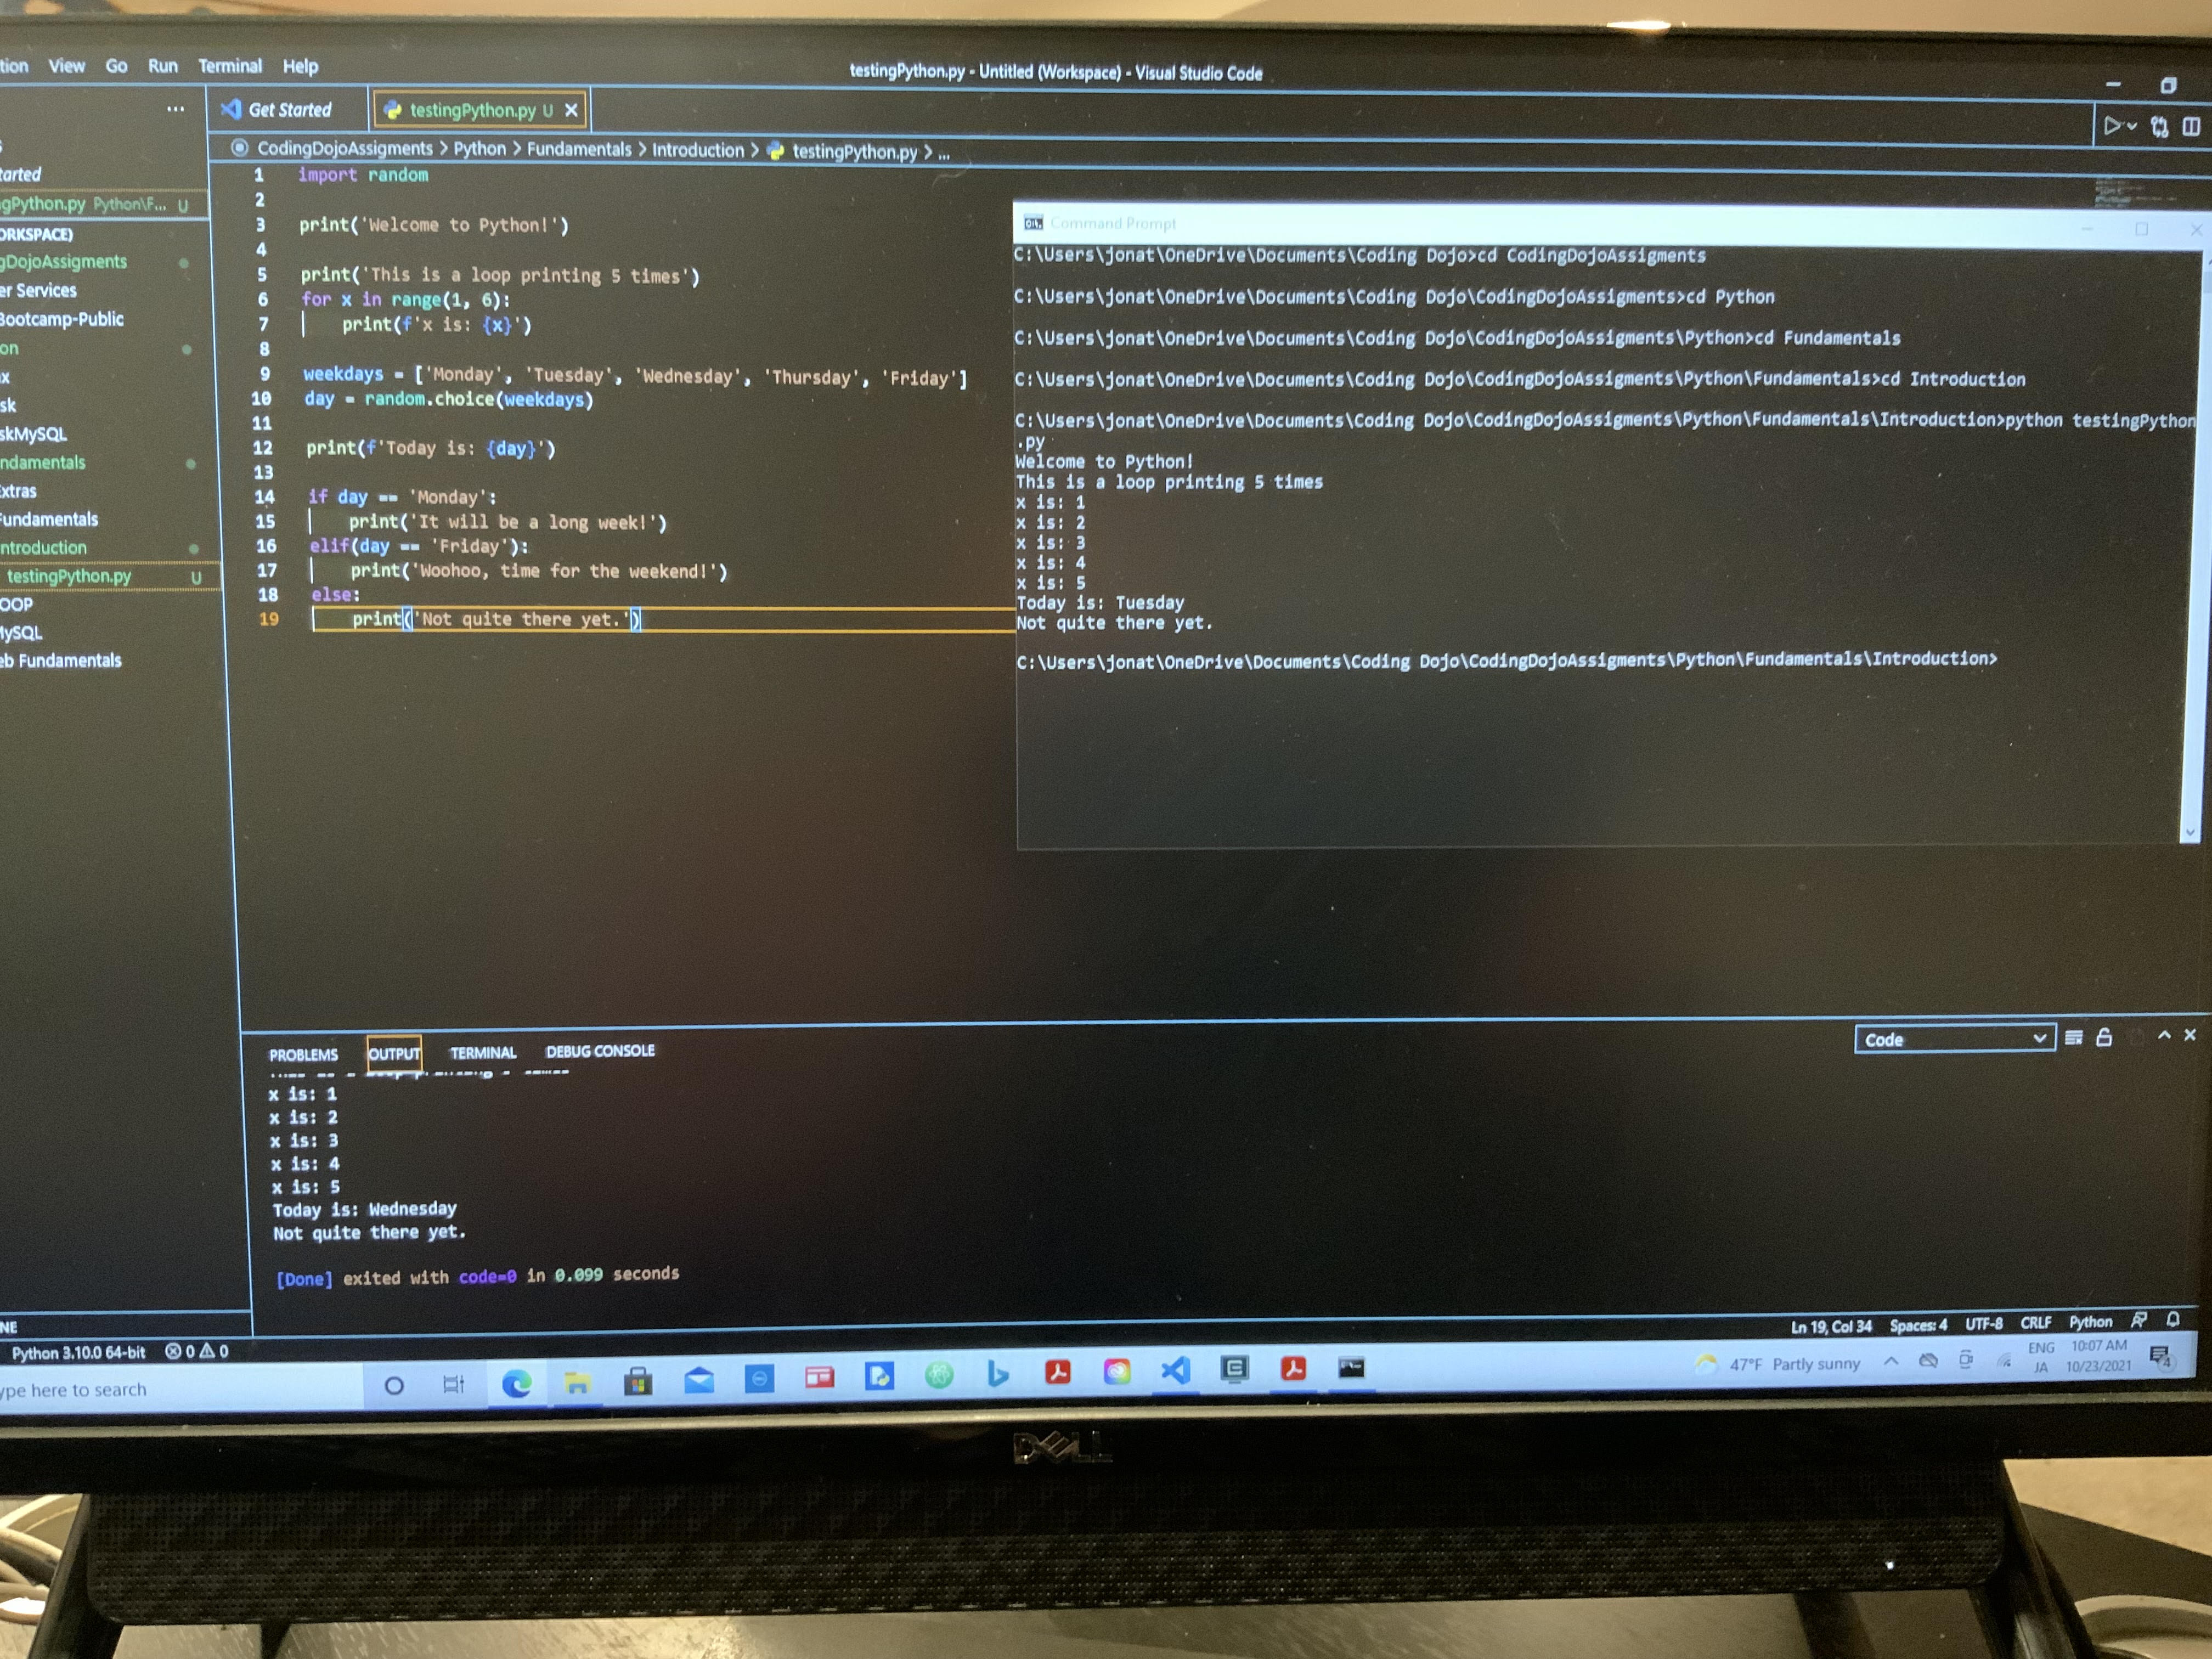 View Go Run Terminal Help
testingPython.py - Untitled (Workspace) - Visual Studio Code
Get Started
testingPython.py U
CodingDojoAssigments > Python > Fundamentals > Introduction > testingPython.py > ...
1 import random
2
3 print('Welcome to Python!')
4
5 print('This is a loop printing 5 times')
6 for x in range(1, 6):
7 print(f'x is: {x}')
8
9 weekdays = ['Monday', 'Tuesday', 'Wednesday', 'Thursday', 'Friday']
10 day = random.choice(weekdays)
11
12 print(f'Today is: {day}')
13
14 if day == 'Monday':
15 print('It will be a long week!')
16 elif(day == 'Friday'):
17 print('Woohoo, time for the weekend!')
18 else:
19 print('Not quite there yet.')
arted
gPython.py Python\F... U
ORKSPACE)
gDojoAssigments
er Services
Bootcamp-Public
on
x
sk
skMySQL
ndamentals
Extras
Fundamentals
ntroduction
testingPython.py U
OOP
MySQL
eb Fundamentals
NE
Command Prompt
C:\Users\jonat\OneDrive\Documents\Coding Dojo>cd CodingDojoAssigments
C:\Users\jonat\OneDrive\Documents\Coding Dojo\CodingDojoAssigments>cd Python
C:\Users\jonat\OneDrive\Documents\Coding Dojo\CodingDojoAssigments\Python>cd Fundamentals
C:\Users\jonat\OneDrive\Documents\Coding Dojo\CodingDojoAssigments\Python\Fundamentals>cd Introduction
C:\Users\jonat\OneDrive\Documents\Coding Dojo\CodingDojoAssigments\Python\Fundamentals\Introduction>python testingPython
.py
Welcome to Python!
This is a loop printing 5 times
x is: 1
x is: 2
x is: 3
x is: 4
x is: 5
Today is: Tuesday
Not quite there yet.
C:\Users\jonat\OneDrive\Documents\Coding Dojo\CodingDojoAssigments\Python\Fundamentals\Introduction>
PROBLEMS OUTPUT TERMINAL DEBUG CONSOLE
Code
x is: 1
x is: 2
x is: 3
x is: 4
x is: 5
Today is: Wednesday
Not quite there yet.
[Done] exited with code=0 in 0.099 seconds
Ln 19, Col 34 Spaces: 4 UTF-8 CRLF Python
Python 3.10.0 64-bit 0 0
ype here to search
47°F Partly sunny
ENG
JA
10:07 AM
10/23/2021
4
DELL